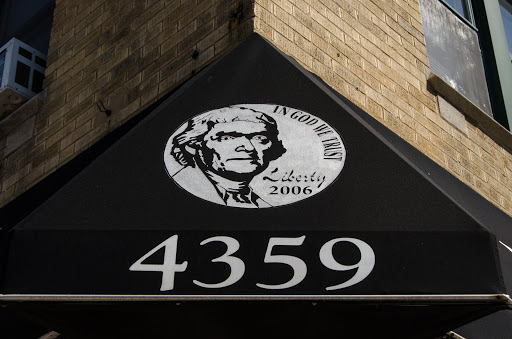 IN GOD WE TRUST
Liberty
2006
4359